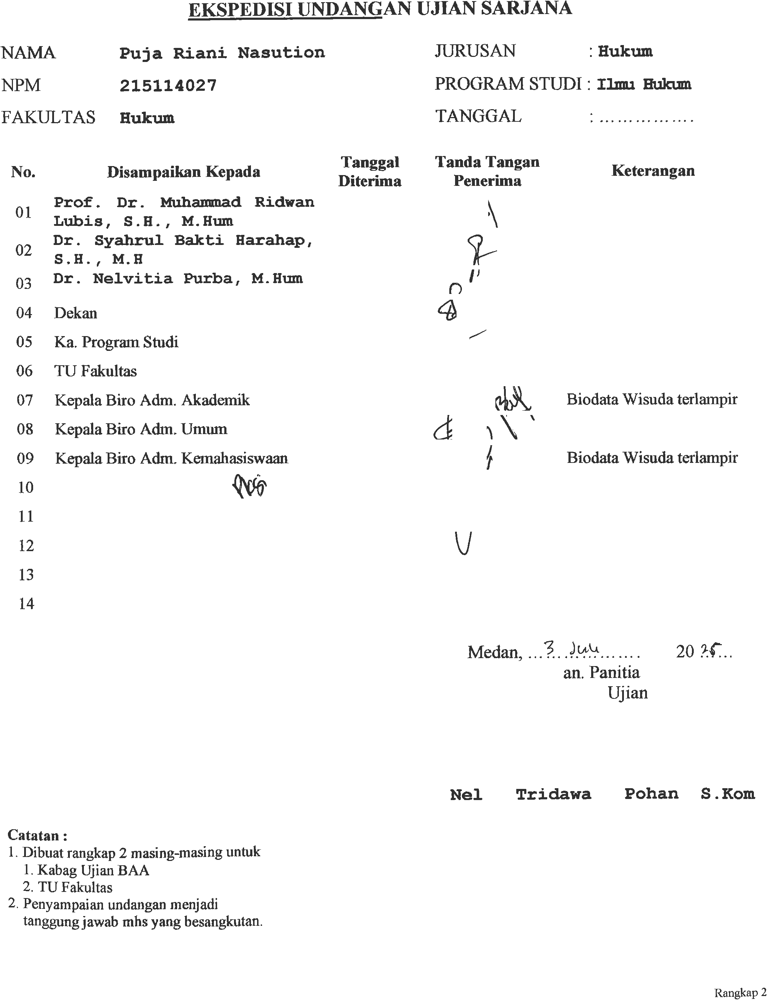 EKSPEDISI UNDANGAN UJIAN SARJANA
NAMA Puja Riani Nasution JURUSAN : Hukum
NPM 215114027 PROGRAM STUDI : Ilmu Hukum
FAKULTAS Hukum TANGGAL : ................
No. Disampaikan Kepada Tanggal Diterima Tanda Tangan Penerima Keterangan
01 Prof. Dr. Muhammad Ridwan
Lubis, S.H., M.Hum
02 Dr. Syahrul Bakti Harahap,
S.H., M.H
03 Dr. Nelvitia Purba, M.Hum
04 Dekan
05 Ka. Program Studi
06 TU Fakultas
07 Kepala Biro Adm. Akademik Biodata Wisuda terlampir
08 Kepala Biro Adm. Umum
09 Kepala Biro Adm. Kemahasiswaan Biodata Wisuda terlampir
10
11
12
13
14
Medan, ...3 Juli....... 20 25...
an. Panitia
Ujian
Nel Tridawa Pohan S.Kom
Catatan :
1. Dibuat rangkap 2 masing-masing untuk
1. Kabag Ujian BAA
2. TU Fakultas
2. Penyampaian undangan menjadi
tanggung jawab mhs yang besangkutan.
Rangkap 2